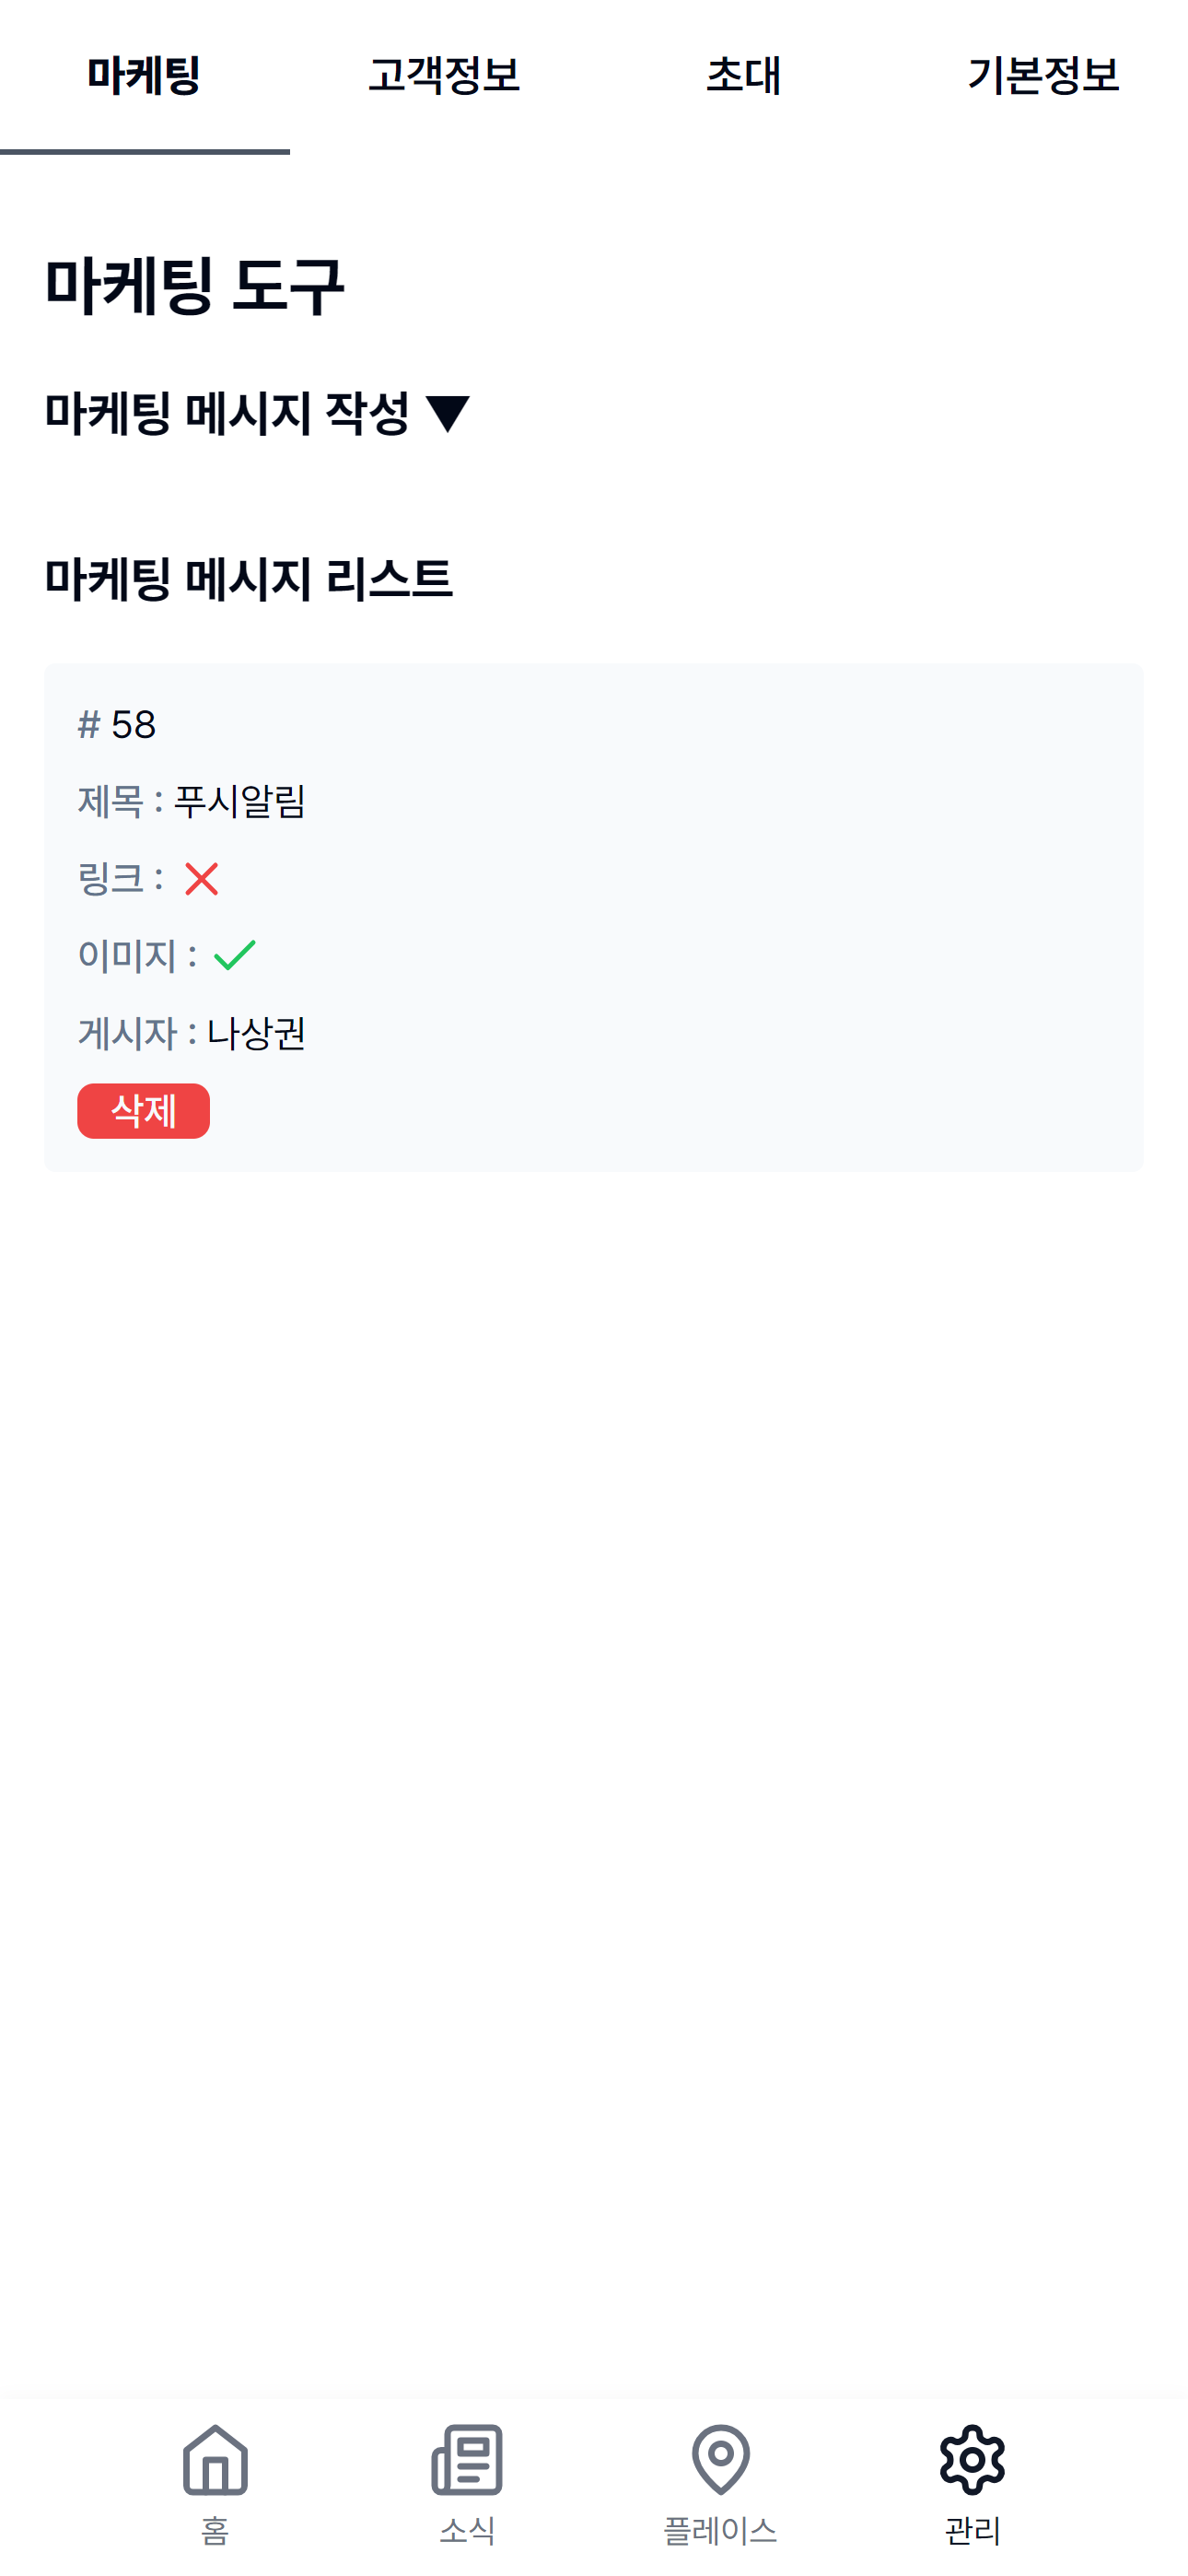 마케팅 고객정보 초대 기본정보
마케팅 도구
마케팅 메시지 작성 ▼
마케팅 메시지 리스트
# 58
제목 : 푸시알림
링크 :
이미지 :
게시자 : 나상권
삭제
홈 소식 플레이스 관리